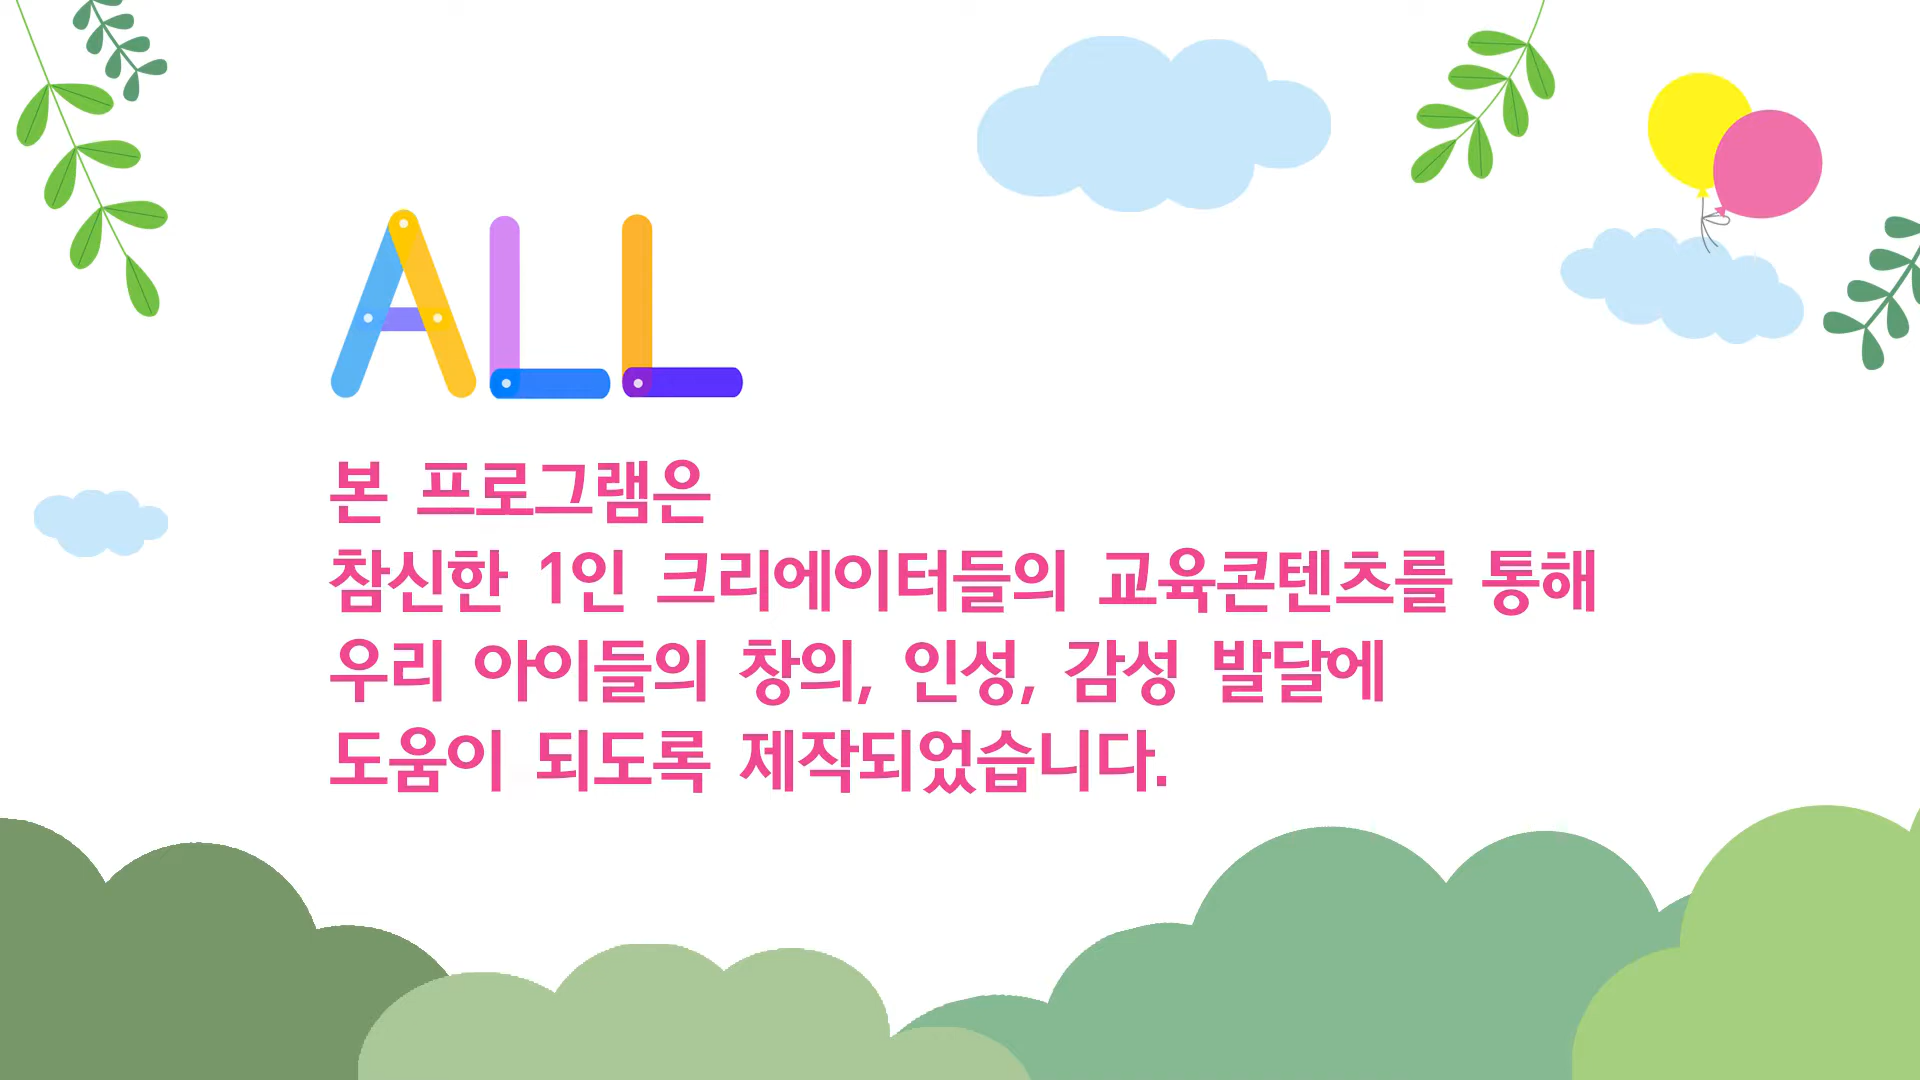 ALL
본 프로그램은
참신한 1인 크리에이터들의 교육콘텐츠를 통해
우리 아이들의 창의, 인성, 감성 발달에
도움이 되도록 제작되었습니다.